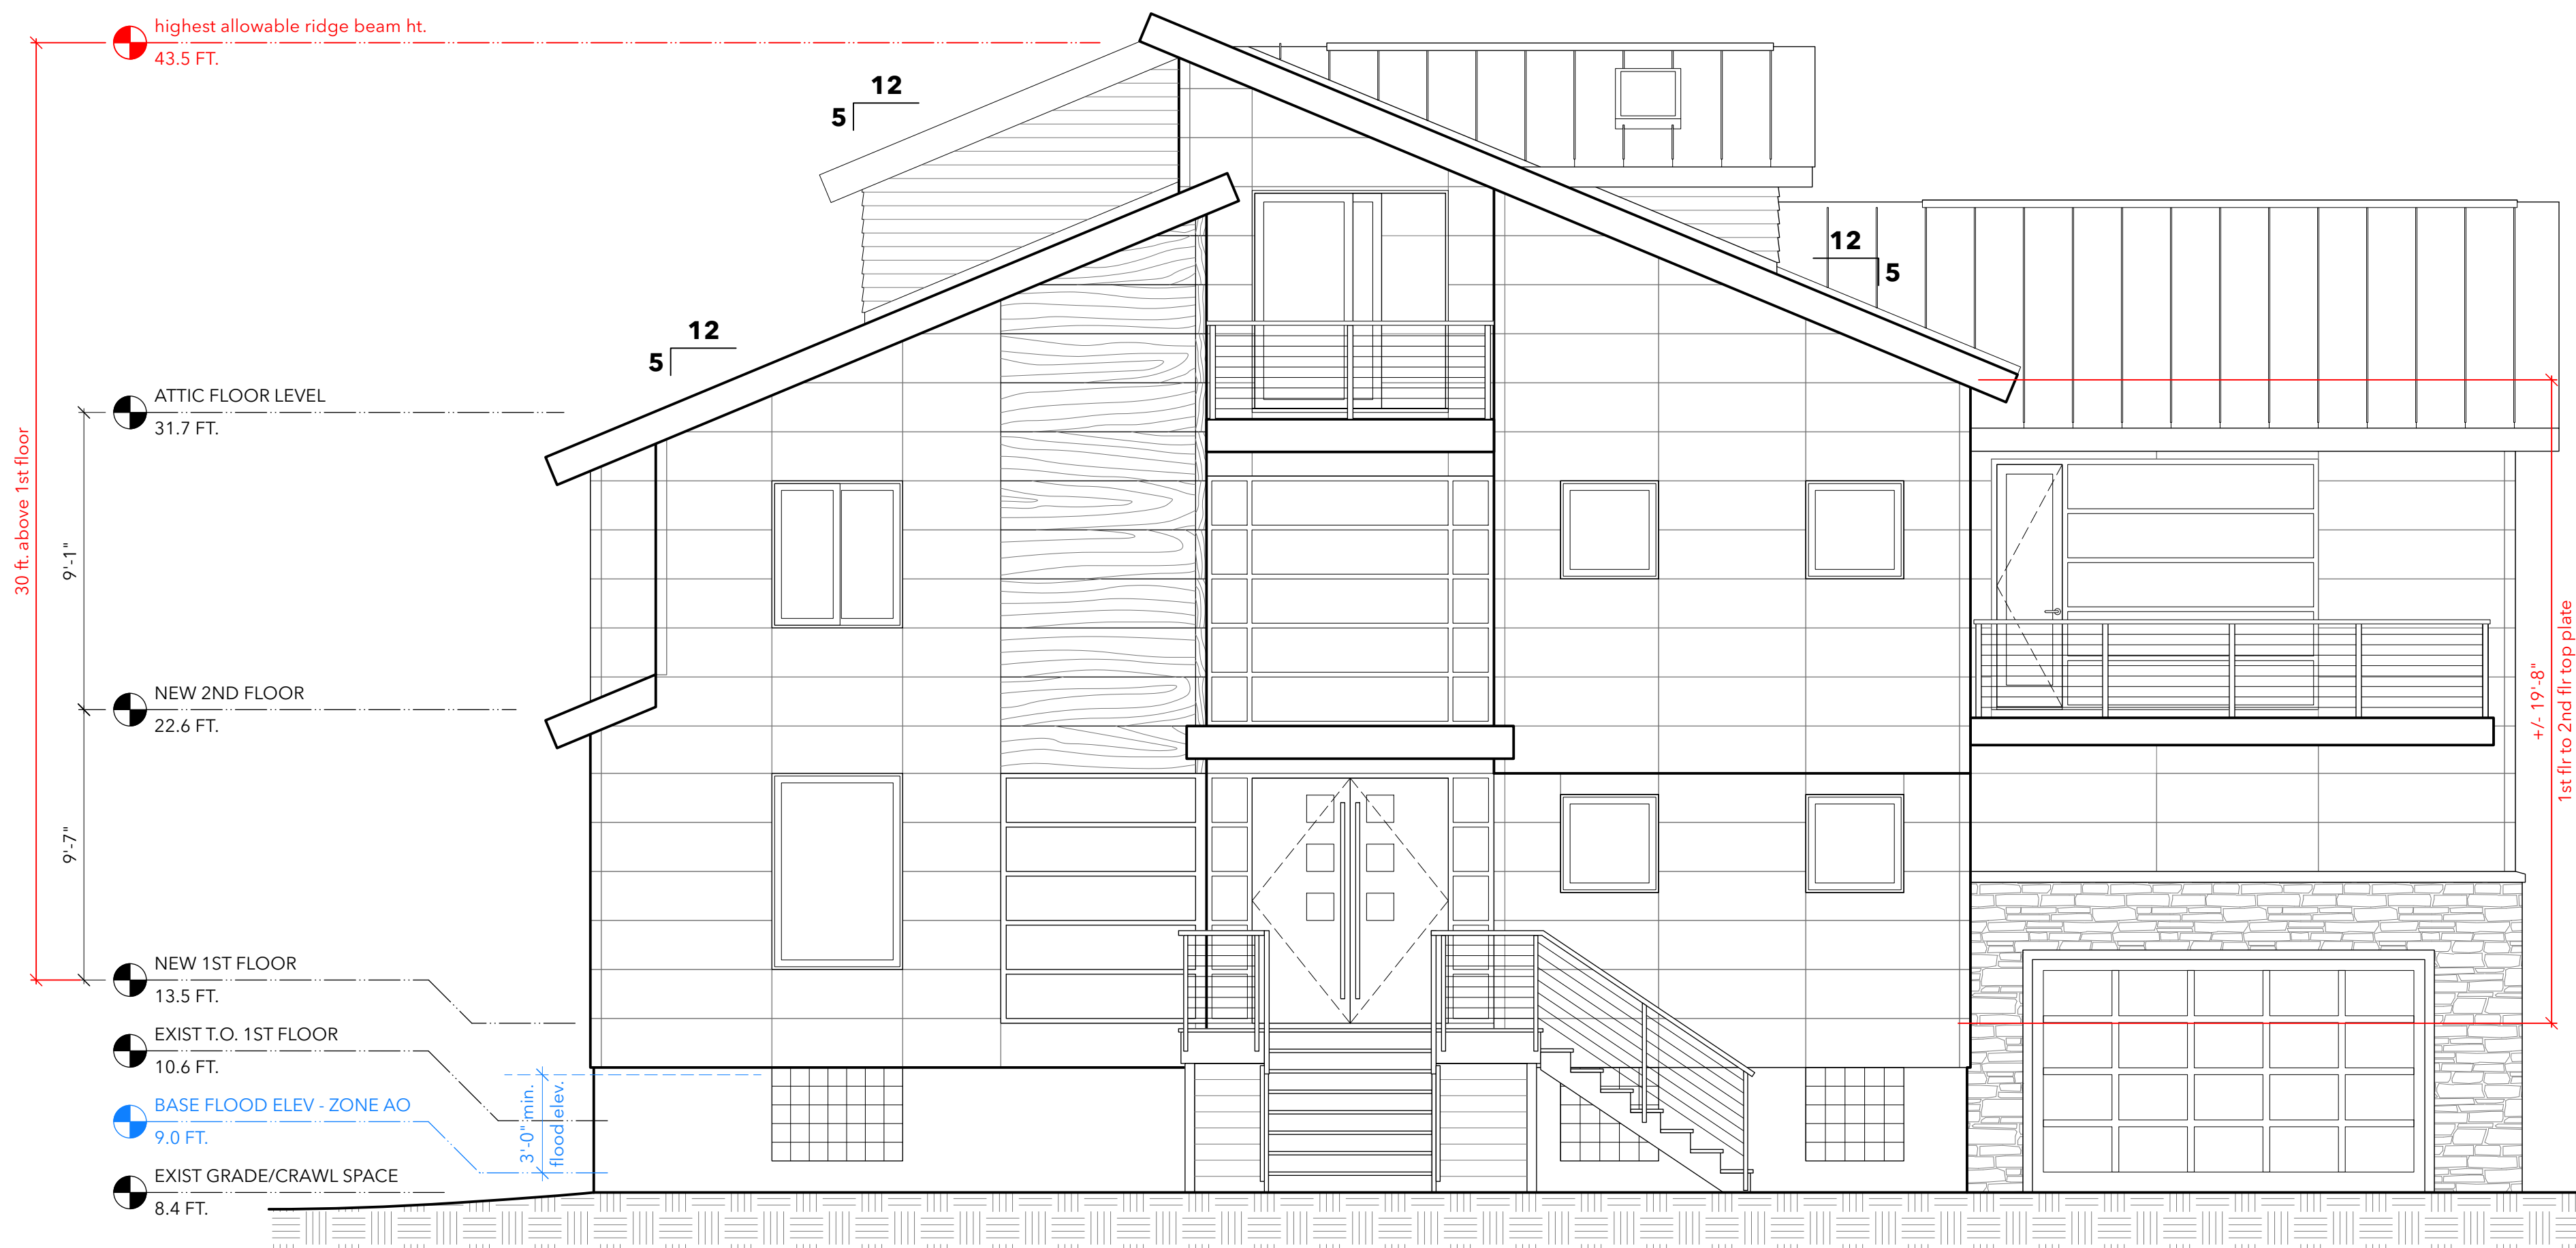 highest allowable ridge beam ht.
43.5 FT.
12
5
12
5
12
5
ATTIC FLOOR LEVEL
31.7 FT.
30 ft. above 1st floor
9'-1"
NEW 2ND FLOOR
22.6 FT.
+/- 19'-8"
1st flr to 2nd flr top plate
9'-7"
NEW 1ST FLOOR
13.5 FT.
EXIST T.O. 1ST FLOOR
10.6 FT.
BASE FLOOD ELEV - ZONE AO
9.0 FT.
3'-0" min.
flood elev.
EXIST GRADE/CRAWL SPACE
8.4 FT.